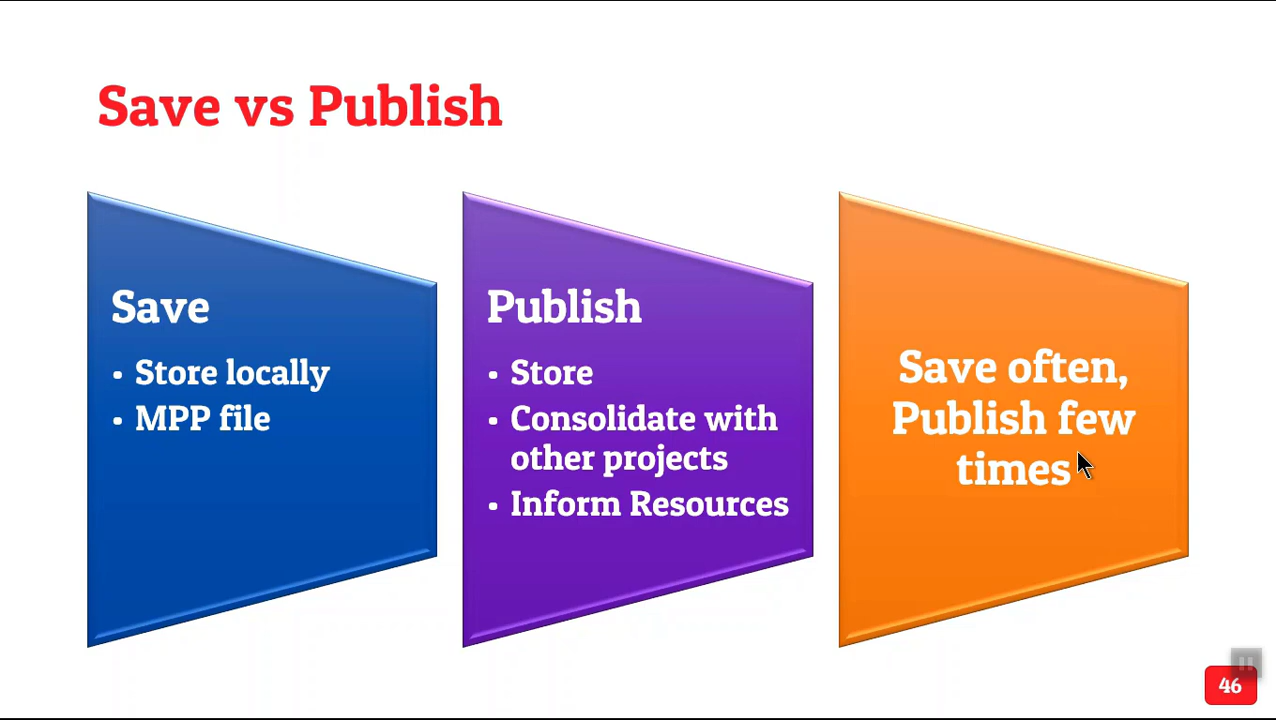 Save vs Publish
Save
• Store locally
• MPP file
Publish
• Store
• Consolidate with
other projects
• Inform Resources
Save often,
Publish few
times
46